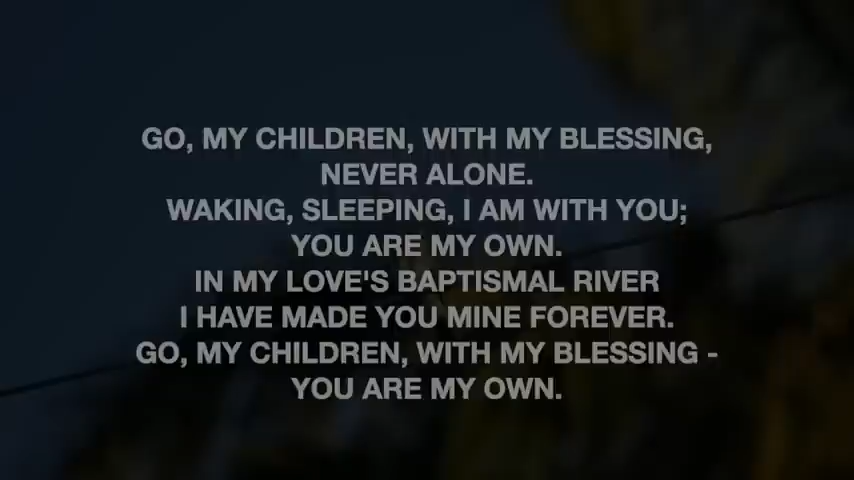 GO, MY CHILDREN, WITH MY BLESSING,
NEVER ALONE.
WAKING, SLEEPING, I AM WITH YOU;
YOU ARE MY OWN.
IN MY LOVE'S BAPTISMAL RIVER
I HAVE MADE YOU MINE FOREVER.
GO, MY CHILDREN, WITH MY BLESSING -
YOU ARE MY OWN.